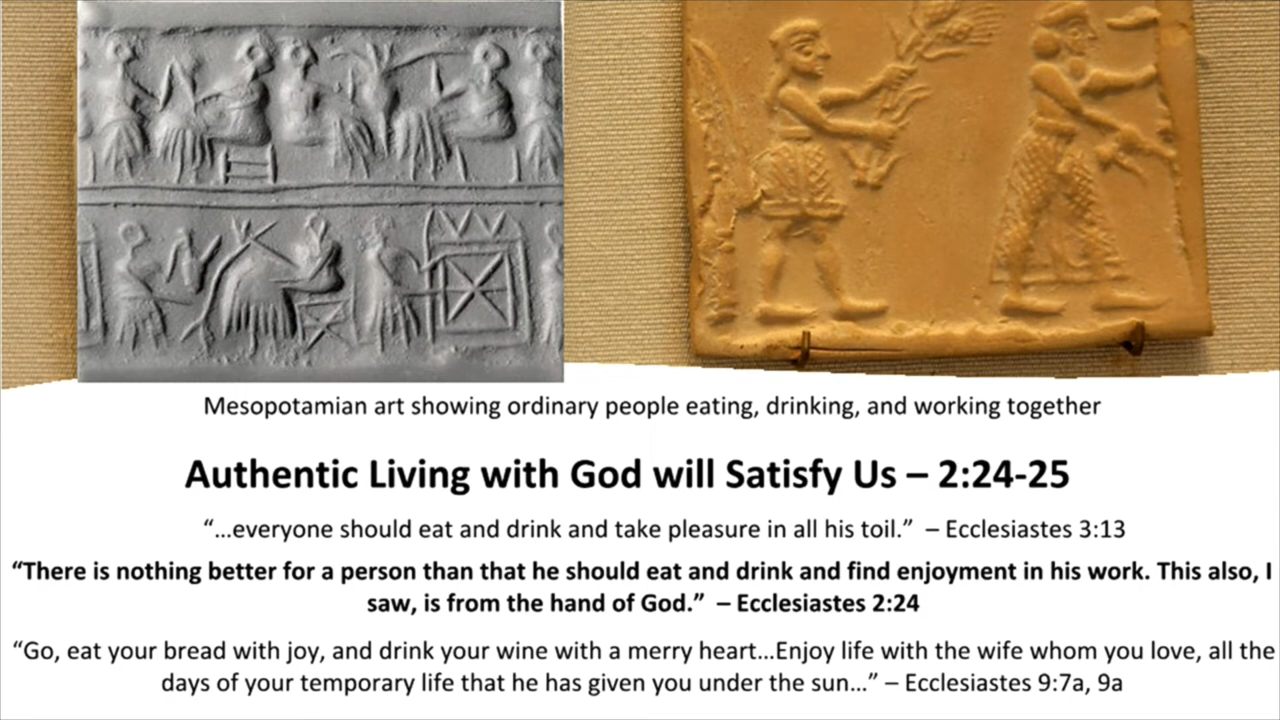 Mesopotamian art showing ordinary people eating, drinking, and working together
Authentic Living with God will Satisfy Us – 2:24-25
“...everyone should eat and drink and take pleasure in all his toil.” – Ecclesiastes 3:13
“There is nothing better for a person than that he should eat and drink and find enjoyment in his work. This also, I
saw, is from the hand of God.” – Ecclesiastes 2:24
“Go, eat your bread with joy, and drink your wine with a merry heart...Enjoy life with the wife whom you love, all the
days of your temporary life that he has given you under the sun...” – Ecclesiastes 9:7a, 9a